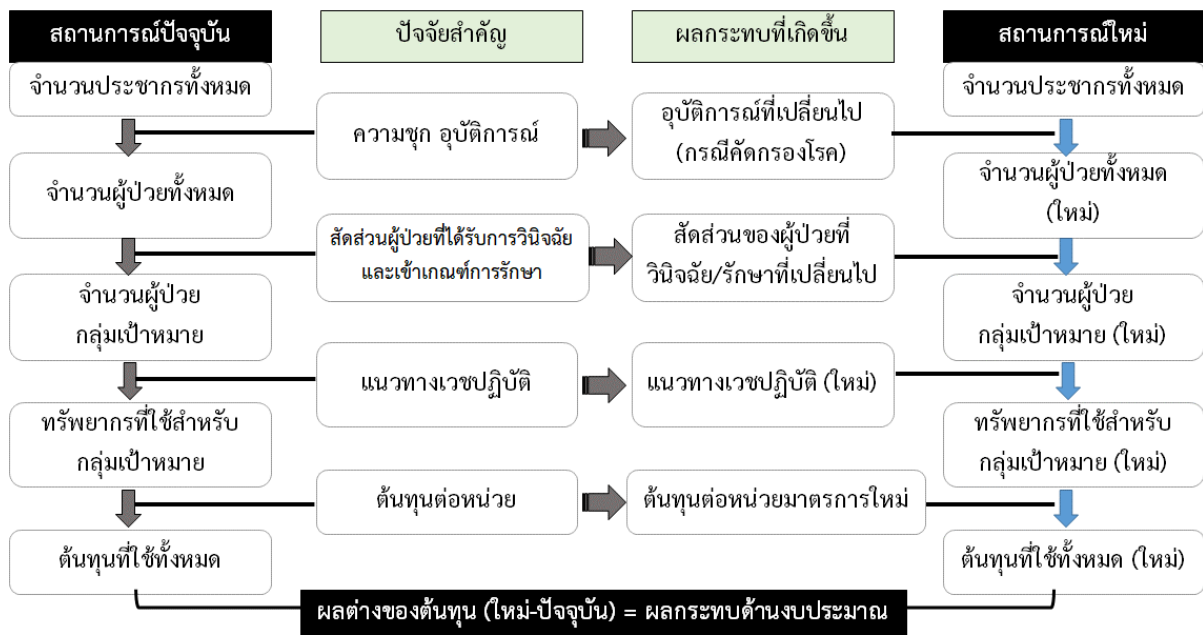 สถานการณ์ปัจจุบัน
ปัจจัยสำคัญ
ผลกระทบที่เกิดขึ้น
สถานการณ์ใหม่
จำนวนประชากรทั้งหมด
จำนวนประชากรทั้งหมด
ความชุก อุบัติการณ์
อุบัติการณ์ที่เปลี่ยนไป
(กรณีคัดกรองโรค)
จำนวนผู้ป่วยทั้งหมด
จำนวนผู้ป่วยทั้งหมด
(ใหม่)
สัดส่วนผู้ป่วยที่ได้รับการวินิจฉัย
และเข้าเกณฑ์การรักษา
สัดส่วนของผู้ป่วยที่
วินิจฉัย/รักษาที่เปลี่ยนไป
จำนวนผู้ป่วย
กลุ่มเป้าหมาย
จำนวนผู้ป่วย
กลุ่มเป้าหมาย (ใหม่)
แนวทางเวชปฏิบัติ
แนวทางเวชปฏิบัติ (ใหม่)
ทรัพยากรที่ใช้สำหรับ
กลุ่มเป้าหมาย
ทรัพยากรที่ใช้สำหรับ
กลุ่มเป้าหมาย (ใหม่)
ต้นทุนต่อหน่วย
ต้นทุนต่อหน่วยมาตรการใหม่
ต้นทุนที่ใช้ทั้งหมด
ต้นทุนที่ใช้ทั้งหมด (ใหม่)
ผลต่างของต้นทุน (ใหม่-ปัจจุบัน) = ผลกระทบด้านงบประมาณ